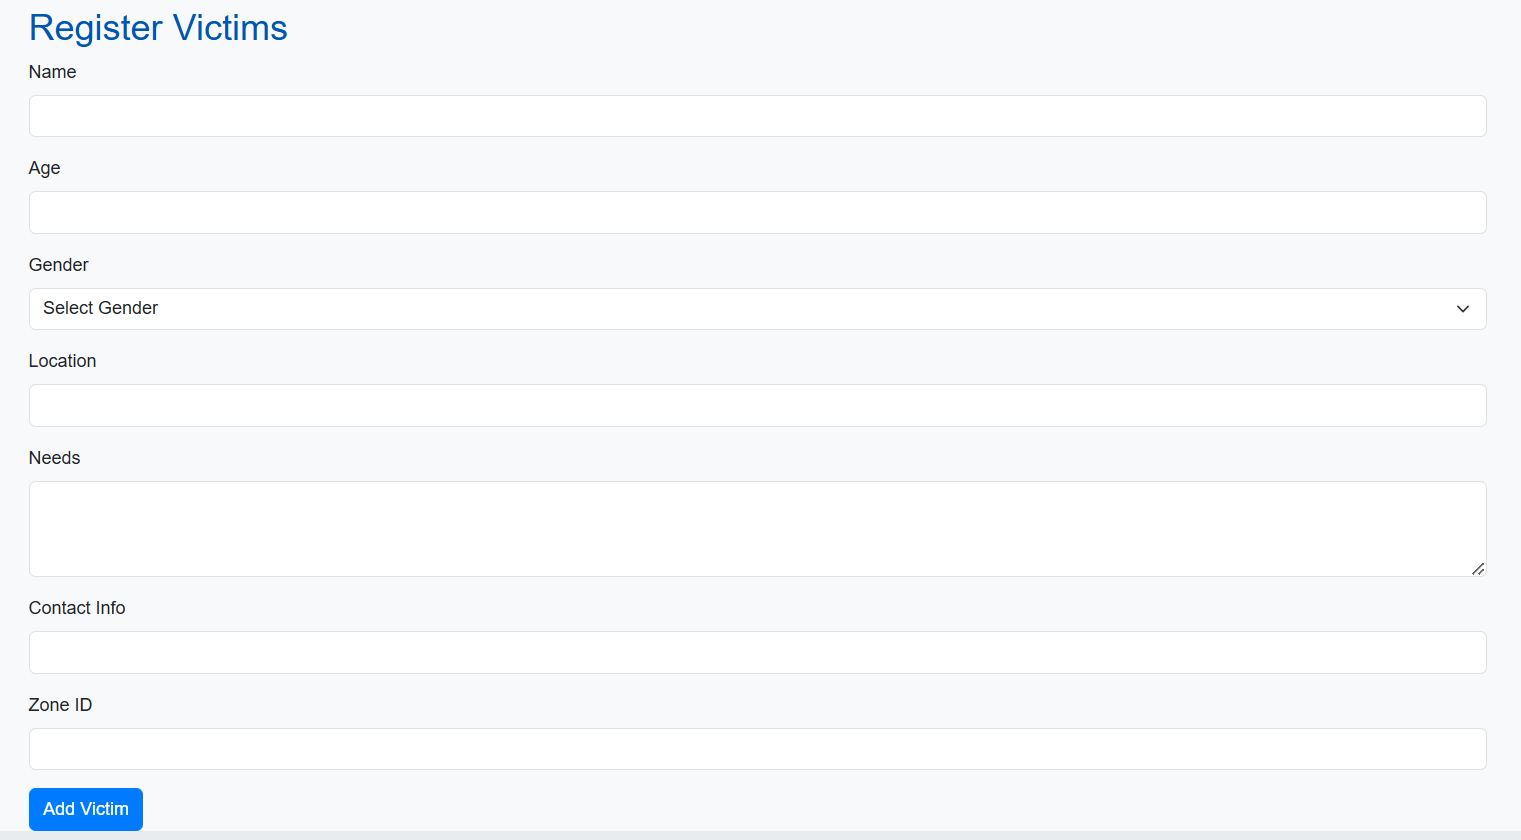 Register Victims
Name
Age
Gender
Select Gender
Location
Needs
Contact Info
Zone ID
Add Victim